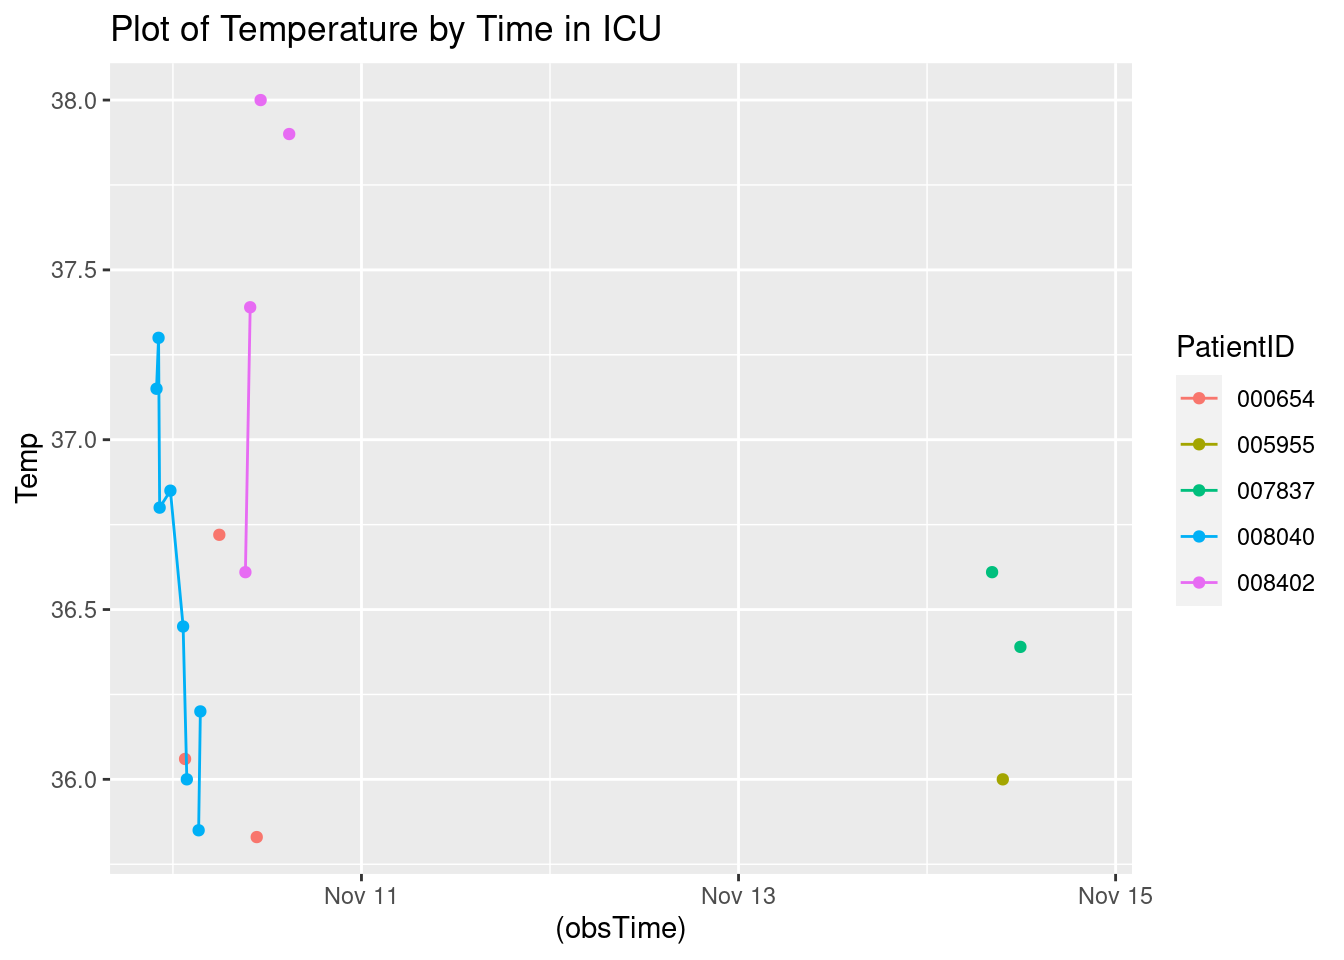 Plot of Temperature by Time in ICU
38.0
37.5
37.0
36.5
36.0
Temp
Nov 11
Nov 13
Nov 15
(obsTime)
PatientID
000654
005955
007837
008040
008402